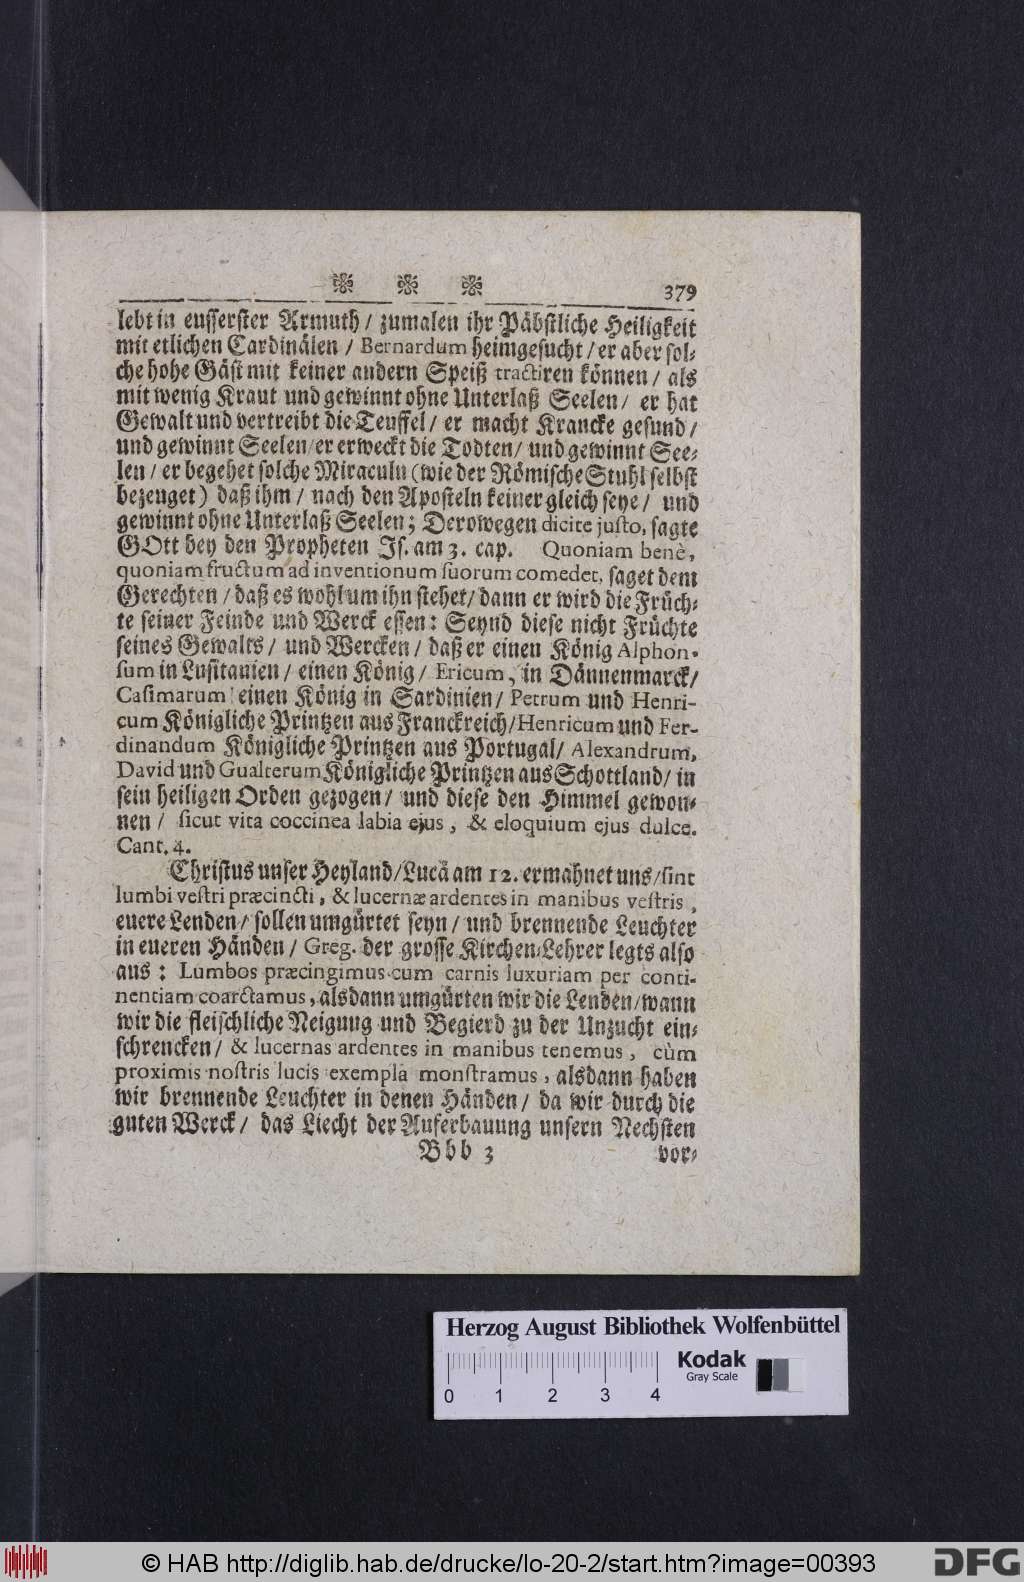 379
lebt in eusserster Armuth / zumalen ihr Päbstliche Heiligkeit
mit etlichen Cardinälen / Bernardum heimgesucht / er aber sol-
che hohe Gäst mit keiner andern Speiß tractiren können / als
mit wenig Kraut und gewinnt ohne Unterlaß Seelen / er hat
Gewalt und vertreibt die Teuffel / er macht Krancke gesund /
und gewinnt Seelen / er erweckt die Todten / und gewinnt See-
len / er begehet solche Miraculn (wie der Römische Stuhl selbst
bezeuget) daß ihm / nach den Aposteln keiner gleich seye / und
gewinnt ohne Unterlaß Seelen; Derowegen dicite justo, sagte
GOtt bey den Propheten Js. am 3. cap. Quoniam benè,
quoniam fructum ad inventionum suorum comedet, saget dem
Gerechten / daß es wohl um ihn stehet / dann er wird die Früch-
te seiner Feinde und Werck essen: Seynd diese nicht Früchte
seines Gewalts / und Wercken / daß er einen König Alphon-
sum in Lusitanien / einen König / Ericum, in Dännenmarck /
Casimarum einen König in Sardinien / Petrum und Henri-
cum Königliche Printzen aus Franckreich / Henricum und Fer-
dinandum Königliche Printzen aus Portugal / Alexandrum,
David und Gualterum Königliche Printzen aus Schottland / in
sein heiligen Orden gezogen / und diese den Himmel gewon-
nen / sicut vita coccinea labia ejus, & eloquium ejus dulce.
Cant. 4.
Christus unser Heyland / Lucä am 12. ermahnet uns / sint
lumbi vestri præcincti, & lucernæ ardentes in manibus vestris,
euere Lenden / sollen umgürtet seyn / und brennende Leuchter
in eueren Händen / Greg. der grosse Kirchen-Lehrer legts also
aus: Lumbos præcingimus cum carnis luxuriam per conti-
nentiam coarctamus, alsdann umgürten wir die Lenden / wann
wir die fleischliche Neigung und Begierd zu der Unzucht ein-
schrencken / & lucernas ardentes in manibus tenemus, cùm
proximis nostris lucis exempla monstramus, alsdann haben
wir brennende Leuchter in denen Händen / da wir durch die
guten Werck / das Liecht der Auferbauung unsern Nechsten
Bbb 3 vor-
Herzog August Bibliothek Wolfenbüttel
Kodak
Gray Scale
0 1 2 3 4
© HAB http://diglib.hab.de/drucke/lo-20-2/start.htm?image=00393
DFG